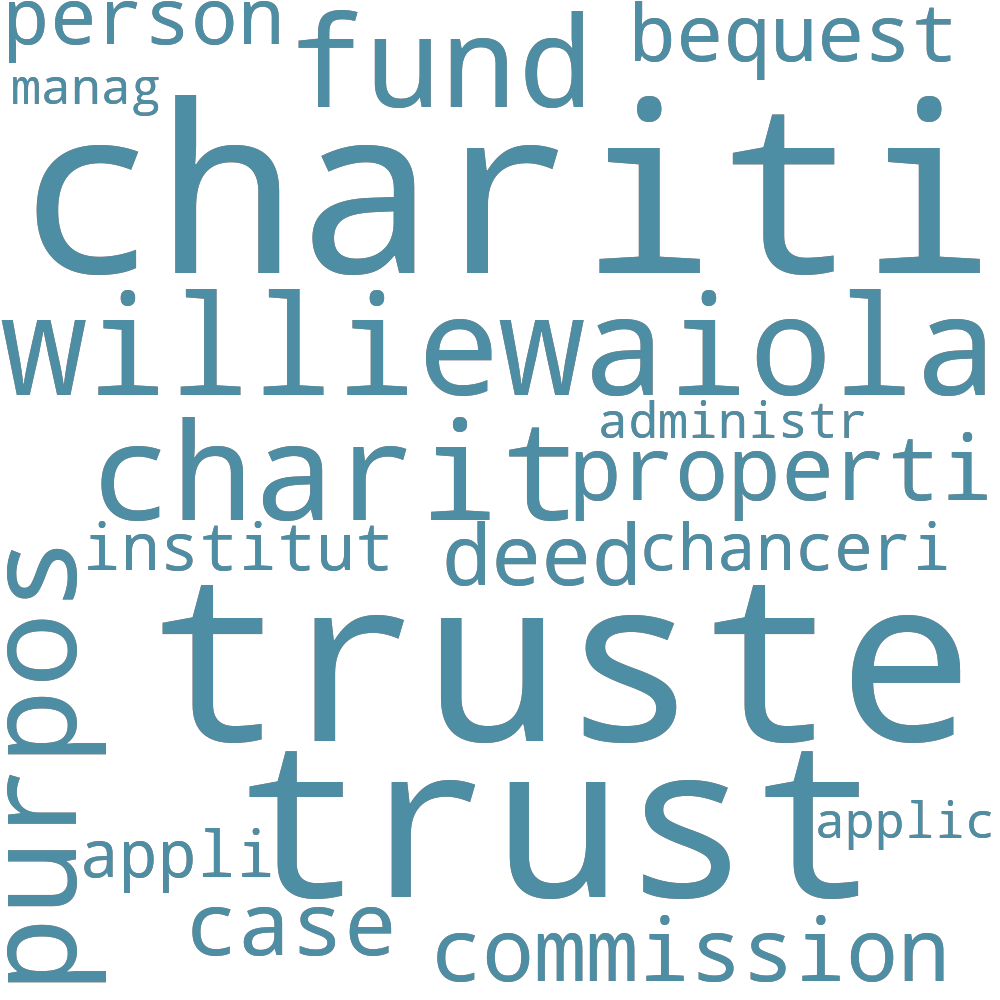 person fund bequest
manag
chariti
williewaiola
administr
charit properti
institut deed chanceri
purpos
truste
trust
applic
appli
case commission